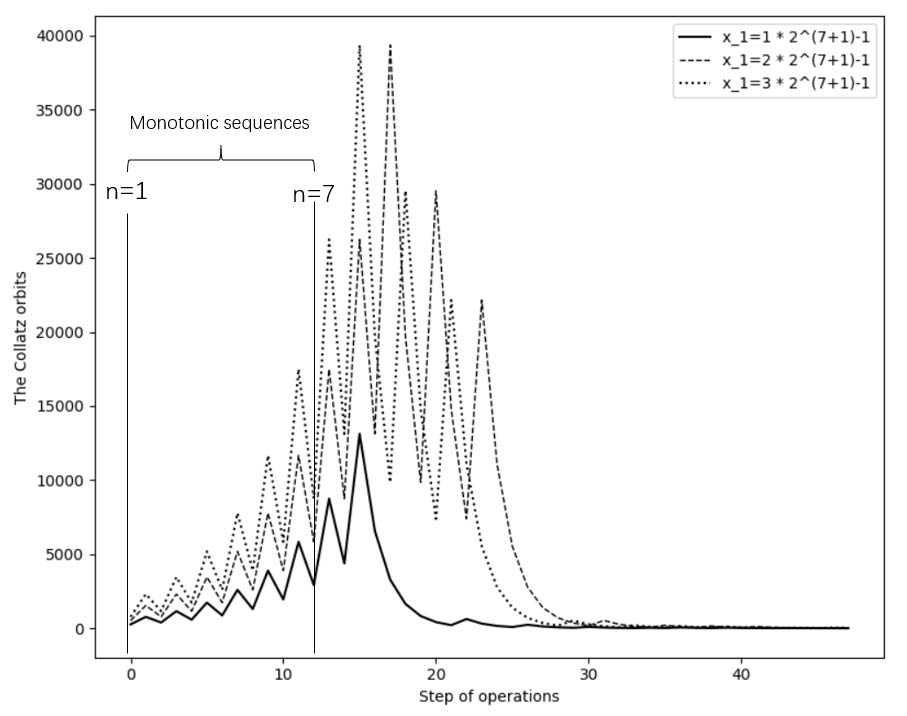 40000
35000
30000
25000
20000
15000
10000
5000
0
The Collatz orbits
x_1=1 * 2^(7+1)-1
x_1=2 * 2^(7+1)-1
x_1=3 * 2^(7+1)-1
Monotonic sequences
n=1
n=7
0 10 20 30 40
Step of operations